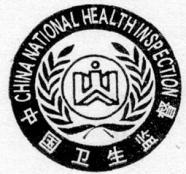 CHINA NATIONAL HEALTH INSPECTION
中国卫生监督